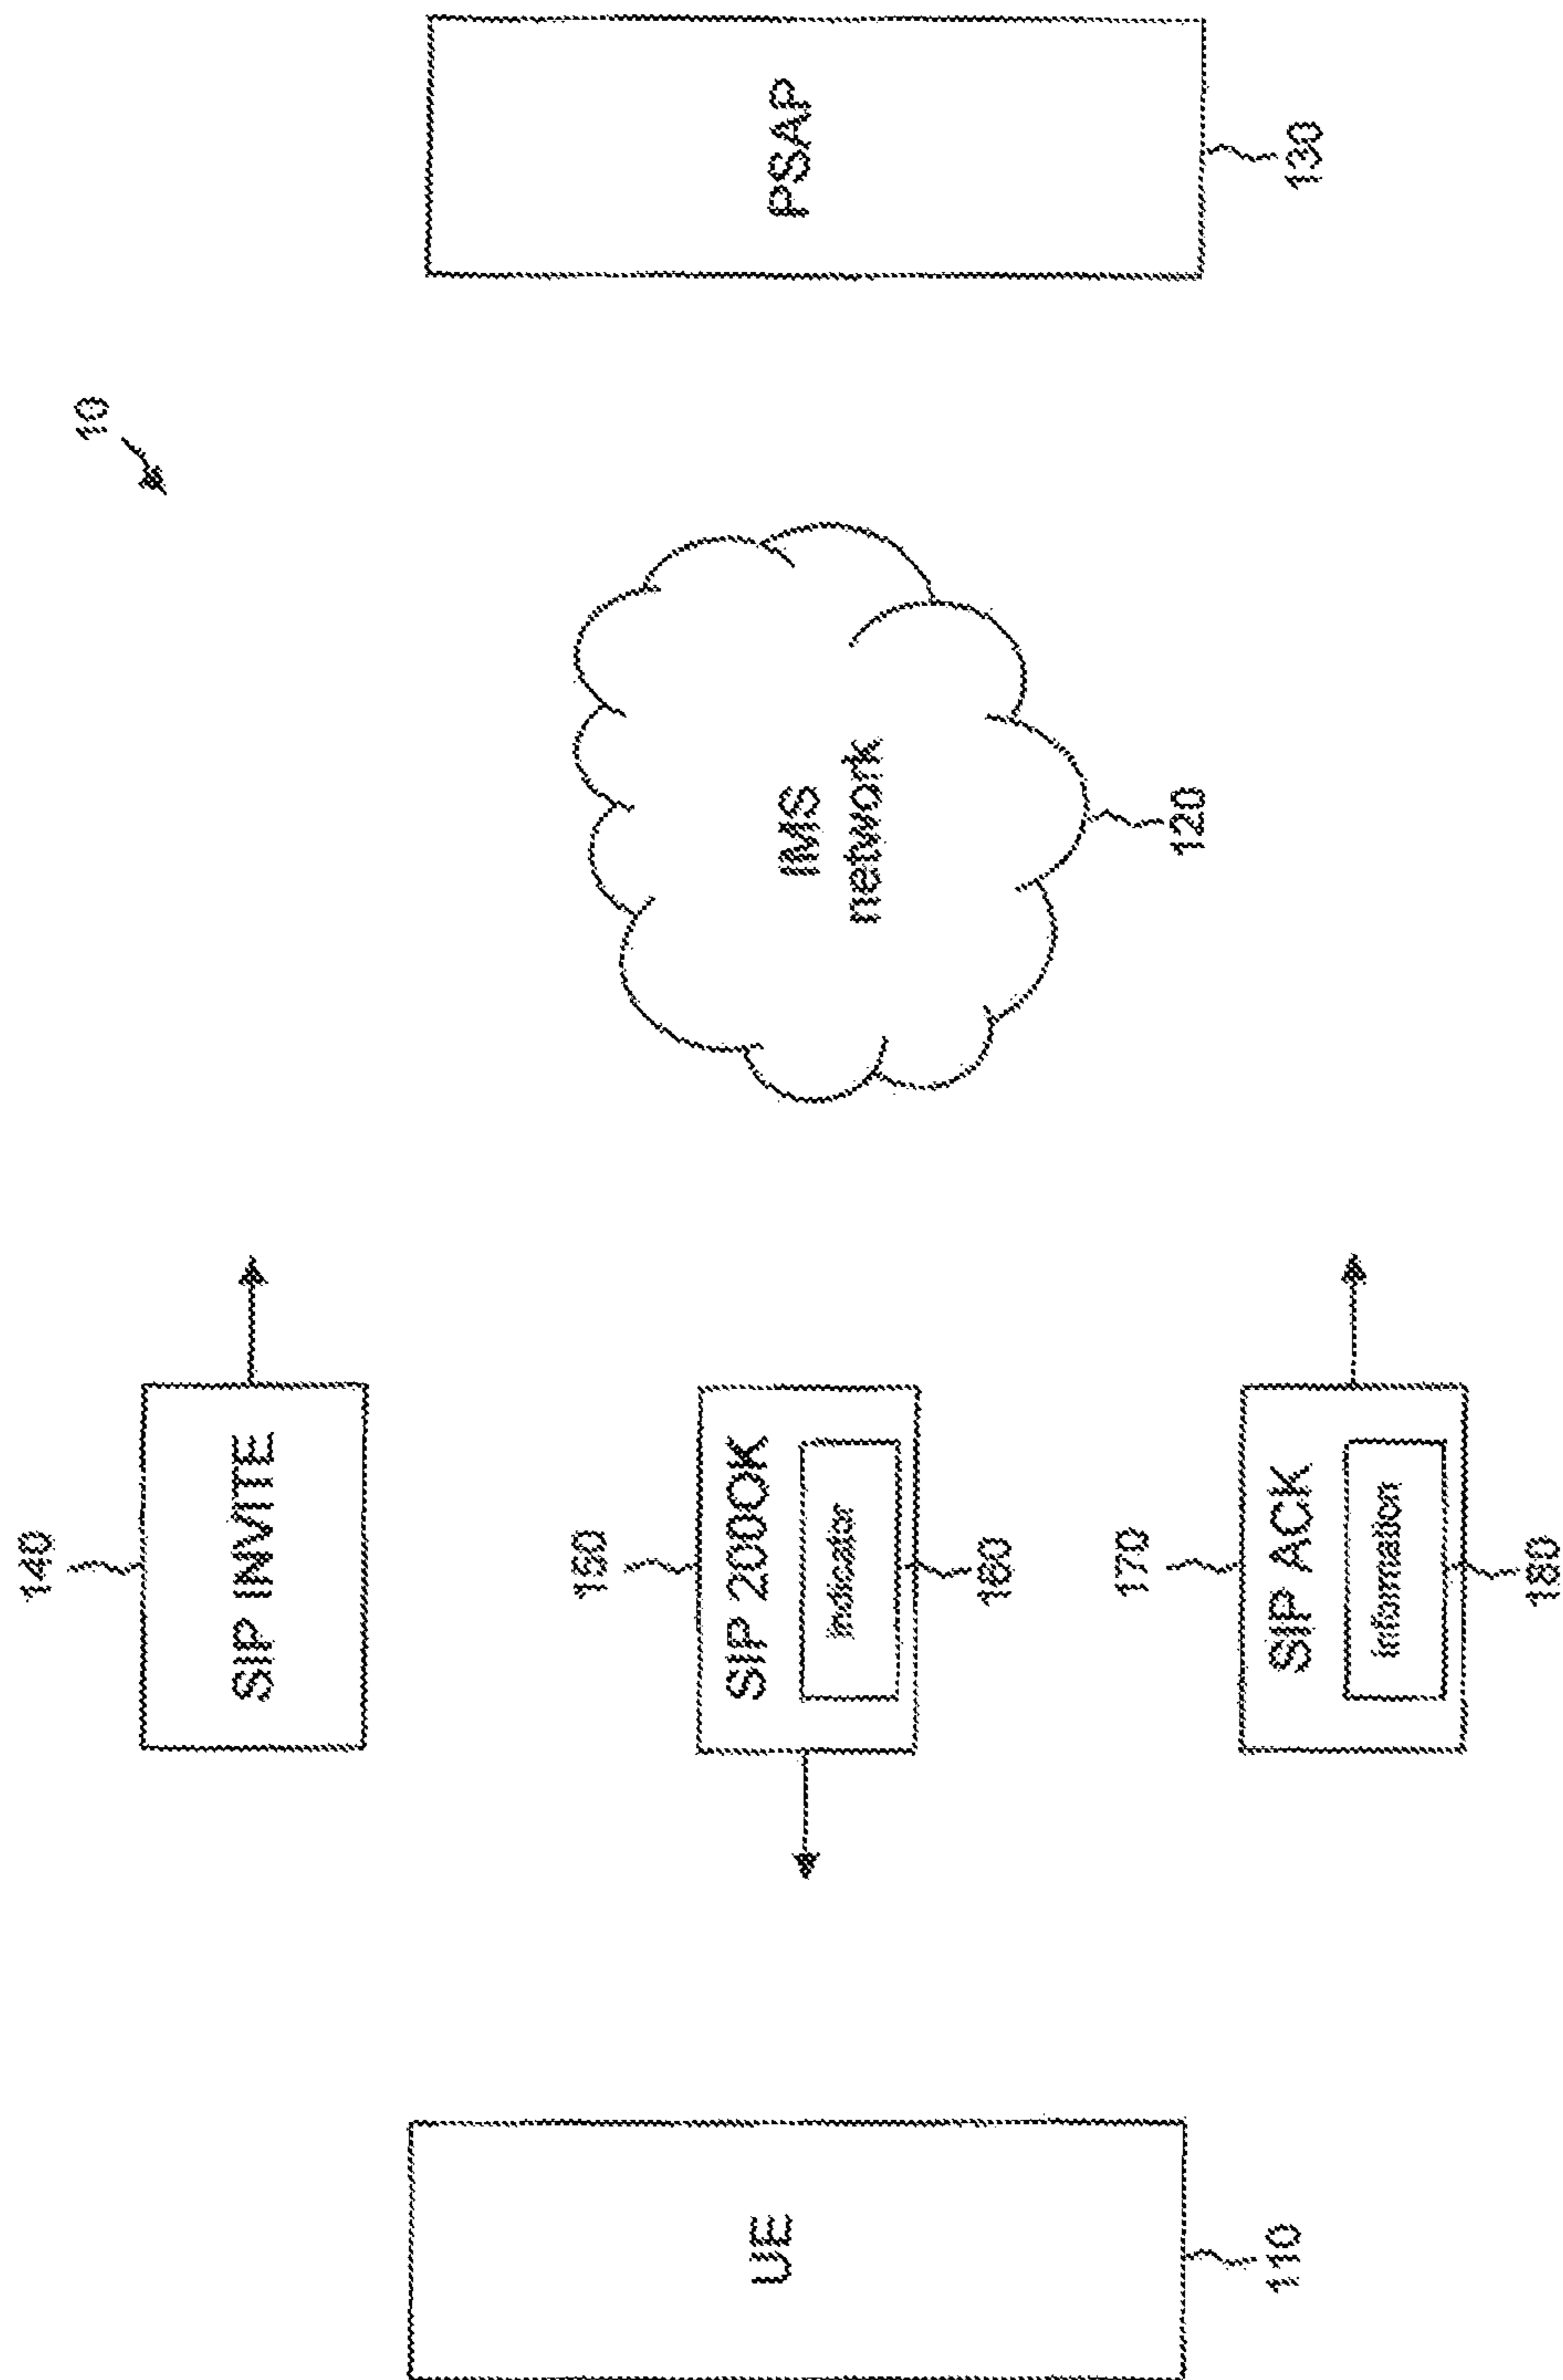 10
140
SIP INVITE
UE
110
150
SIP 200OK
Indicator
160
IMS
network
120
PSAP
130
170
SIP ACK
Information
180